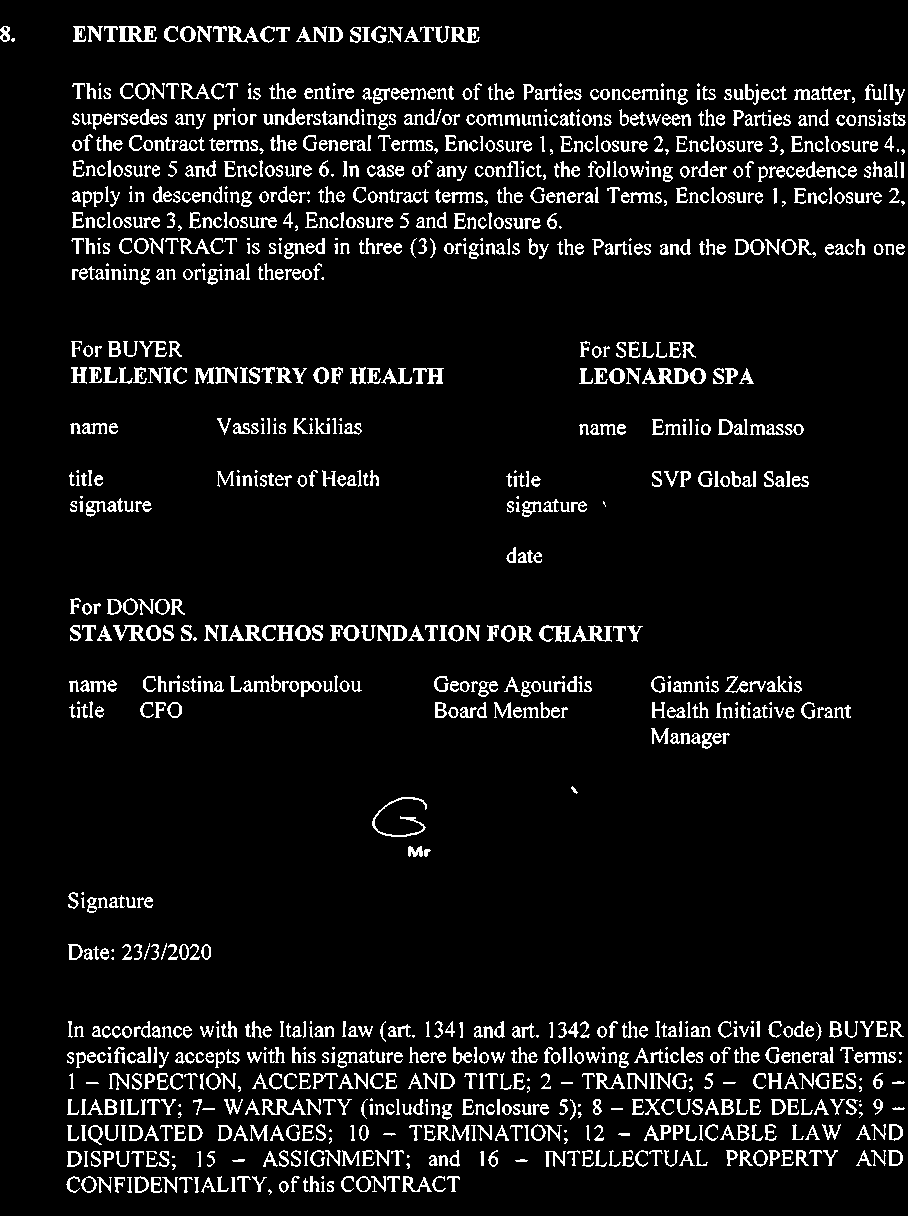 8. ENTIRE CONTRACT AND SIGNATURE
This CONTRACT is the entire agreement of the Parties concerning its subject matter, fully
supersedes any prior understandings and/or communications between the Parties and consists
of the Contract terms, the General Terms, Enclosure 1, Enclosure 2, Enclosure 3, Enclosure 4.,
Enclosure 5 and Enclosure 6. In case of any conflict, the following order of precedence shall
apply in descending order: the Contract terms, the General Terms, Enclosure 1, Enclosure 2,
Enclosure 3, Enclosure 4, Enclosure 5 and Enclosure 6.
This CONTRACT is signed in three (3) originals by the Parties and the DONOR, each one
retaining an original thereof.
For BUYER For SELLER
HELLENIC MINISTRY OF HEALTH LEONARDO SPA
name Vassilis Kikilias name Emilio Dalmasso
title Minister of Health title SVP Global Sales
signature signature
date
For DONOR
STAVROS S. NIARCHOS FOUNDATION FOR CHARITY
name Christina Lambropoulou George Agouridis Giannis Zervakis
title CFO Board Member Health Initiative Grant
Manager
G
Mr
Signature
Date: 23/3/2020
In accordance with the Italian law (art. 1341 and art. 1342 of the Italian Civil Code) BUYER
specifically accepts with his signature here below the following Articles of the General Terms:
1 – INSPECTION, ACCEPTANCE AND TITLE; 2 – TRAINING; 5 – CHANGES; 6 –
LIABILITY; 7– WARRANTY (including Enclosure 5); 8 – EXCUSABLE DELAYS; 9 –
LIQUIDATED DAMAGES; 10 – TERMINATION; 12 – APPLICABLE LAW AND
DISPUTES; 15 – ASSIGNMENT; and 16 – INTELLECTUAL PROPERTY AND
CONFIDENTIALITY, of this CONTRACT